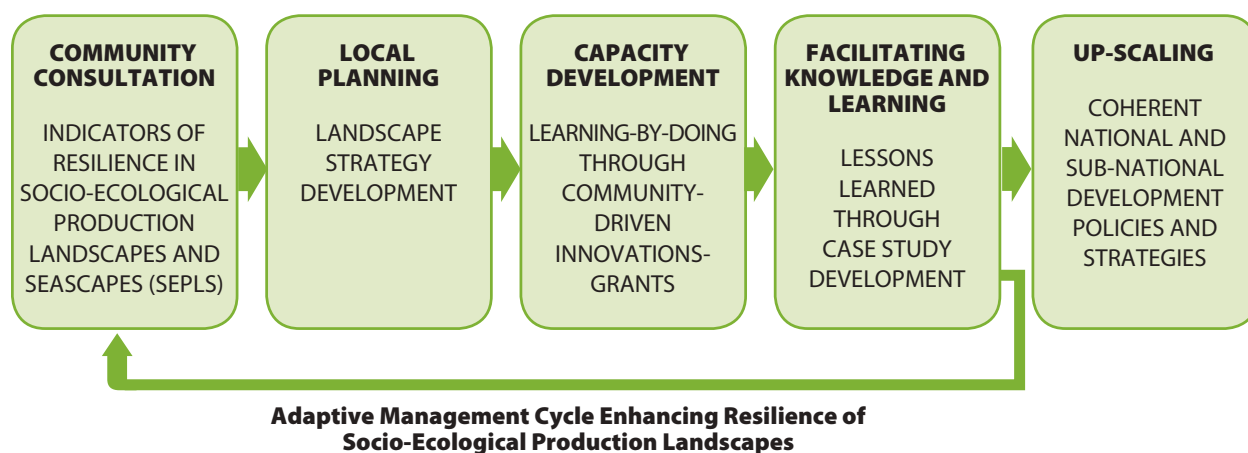 COMMUNITY
CONSULTATION
INDICATORS OF
RESILIENCE IN
SOCIO-ECOLOGICAL
PRODUCTION
LANDSCAPES AND
SEASCAPES (SEPLS)
LOCAL
PLANNING
LANDSCAPE
STRATEGY
DEVELOPMENT
CAPACITY
DEVELOPMENT
LEARNING-BY-DOING
THROUGH
COMMUNITY-
DRIVEN
INNOVATIONS-
GRANTS
FACILITATING
KNOWLEDGE AND
LEARNING
LESSONS
LEARNED
THROUGH
CASE STUDY
DEVELOPMENT
UP-SCALING
COHERENT
NATIONAL AND
SUB-NATIONAL
DEVELOPMENT
POLICIES AND
STRATEGIES
Adaptive Management Cycle Enhancing Resilience of
Socio-Ecological Production Landscapes